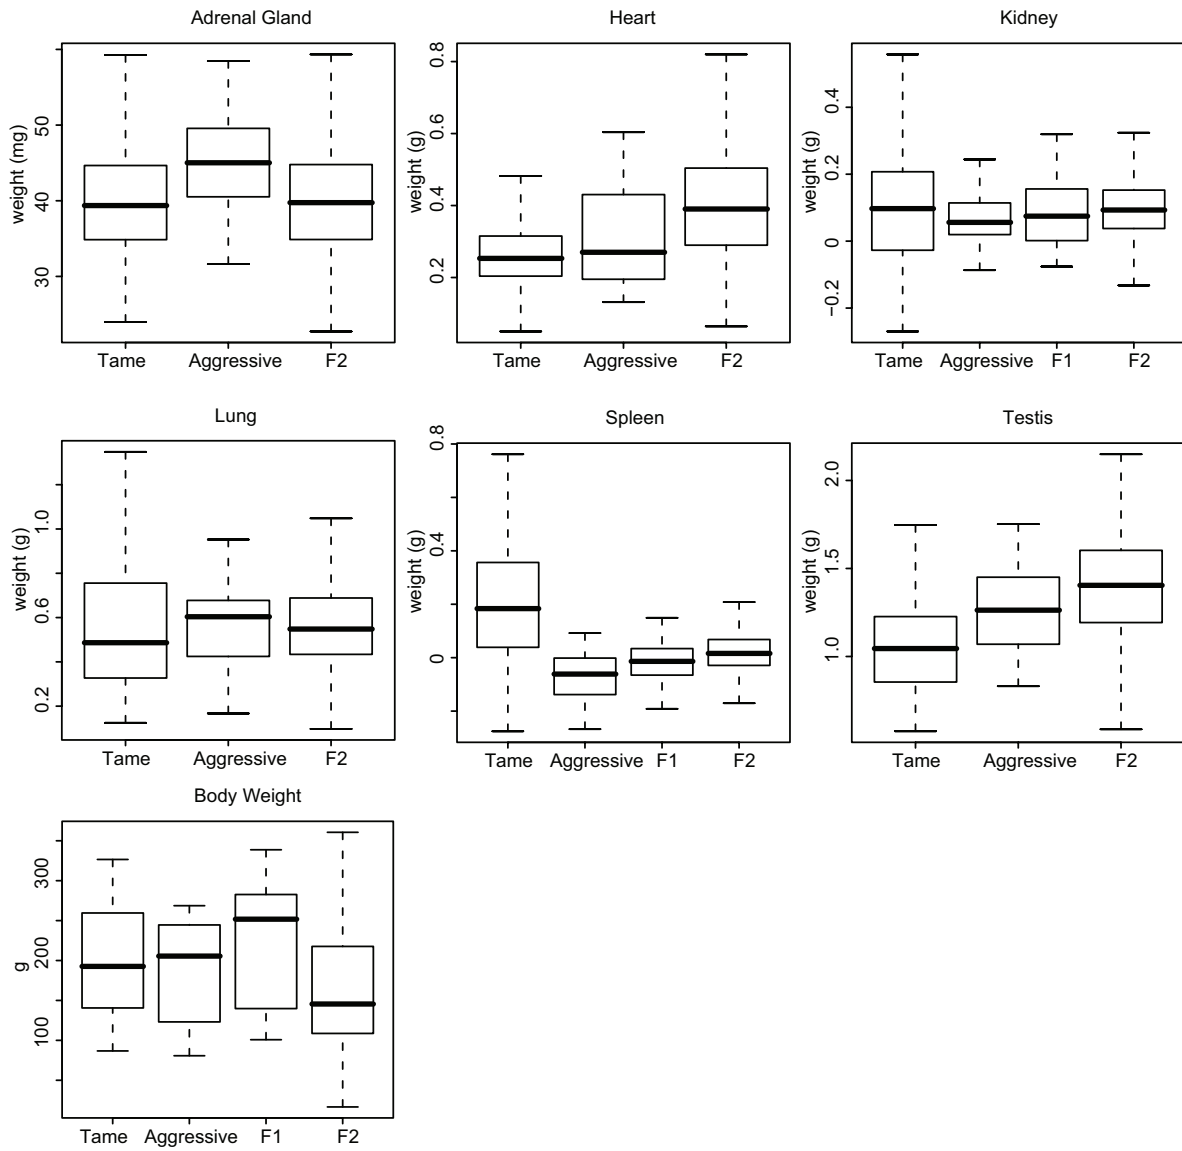 Adrenal Gland
weight (mg)
50
40
30
Tame Aggressive F2
Heart
weight (g)
0.8
0.6
0.4
0.2
Tame Aggressive F2
Kidney
weight (g)
0.4
0.2
0
−0.2
Tame Aggressive F1 F2
Lung
weight (g)
1.0
0.6
0.2
Tame Aggressive F2
Spleen
weight (g)
0.8
0.4
0
Tame Aggressive F1 F2
Testis
weight (g)
2.0
1.5
1.0
Tame Aggressive F2
Body Weight
g
300
200
100
Tame Aggressive F1 F2